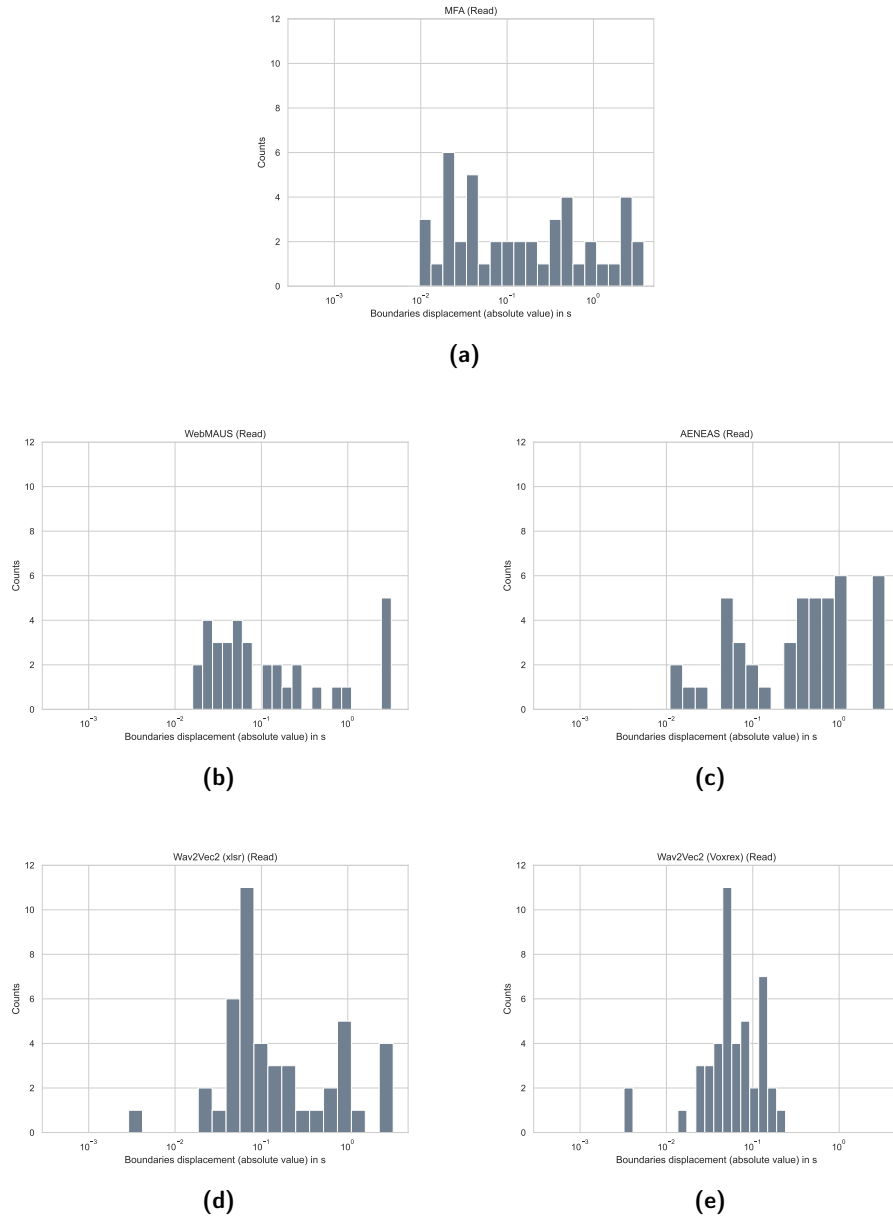 MFA (Read)
12
10
8
6
4
2
0
Counts
10⁻³ 10⁻² 10⁻¹ 10⁰
Boundaries displacement (absolute value) in s
(a)
WebMAUS (Read)
12
10
8
6
4
2
0
Counts
10⁻³ 10⁻² 10⁻¹ 10⁰
Boundaries displacement (absolute value) in s
(b)
AENEAS (Read)
12
10
8
6
4
2
0
Counts
10⁻³ 10⁻² 10⁻¹ 10⁰
Boundaries displacement (absolute value) in s
(c)
Wav2Vec2 (xlsr) (Read)
12
10
8
6
4
2
0
Counts
10⁻³ 10⁻² 10⁻¹ 10⁰
Boundaries displacement (absolute value) in s
(d)
Wav2Vec2 (Voxrex) (Read)
12
10
8
6
4
2
0
Counts
10⁻³ 10⁻² 10⁻¹ 10⁰
Boundaries displacement (absolute value) in s
(e)